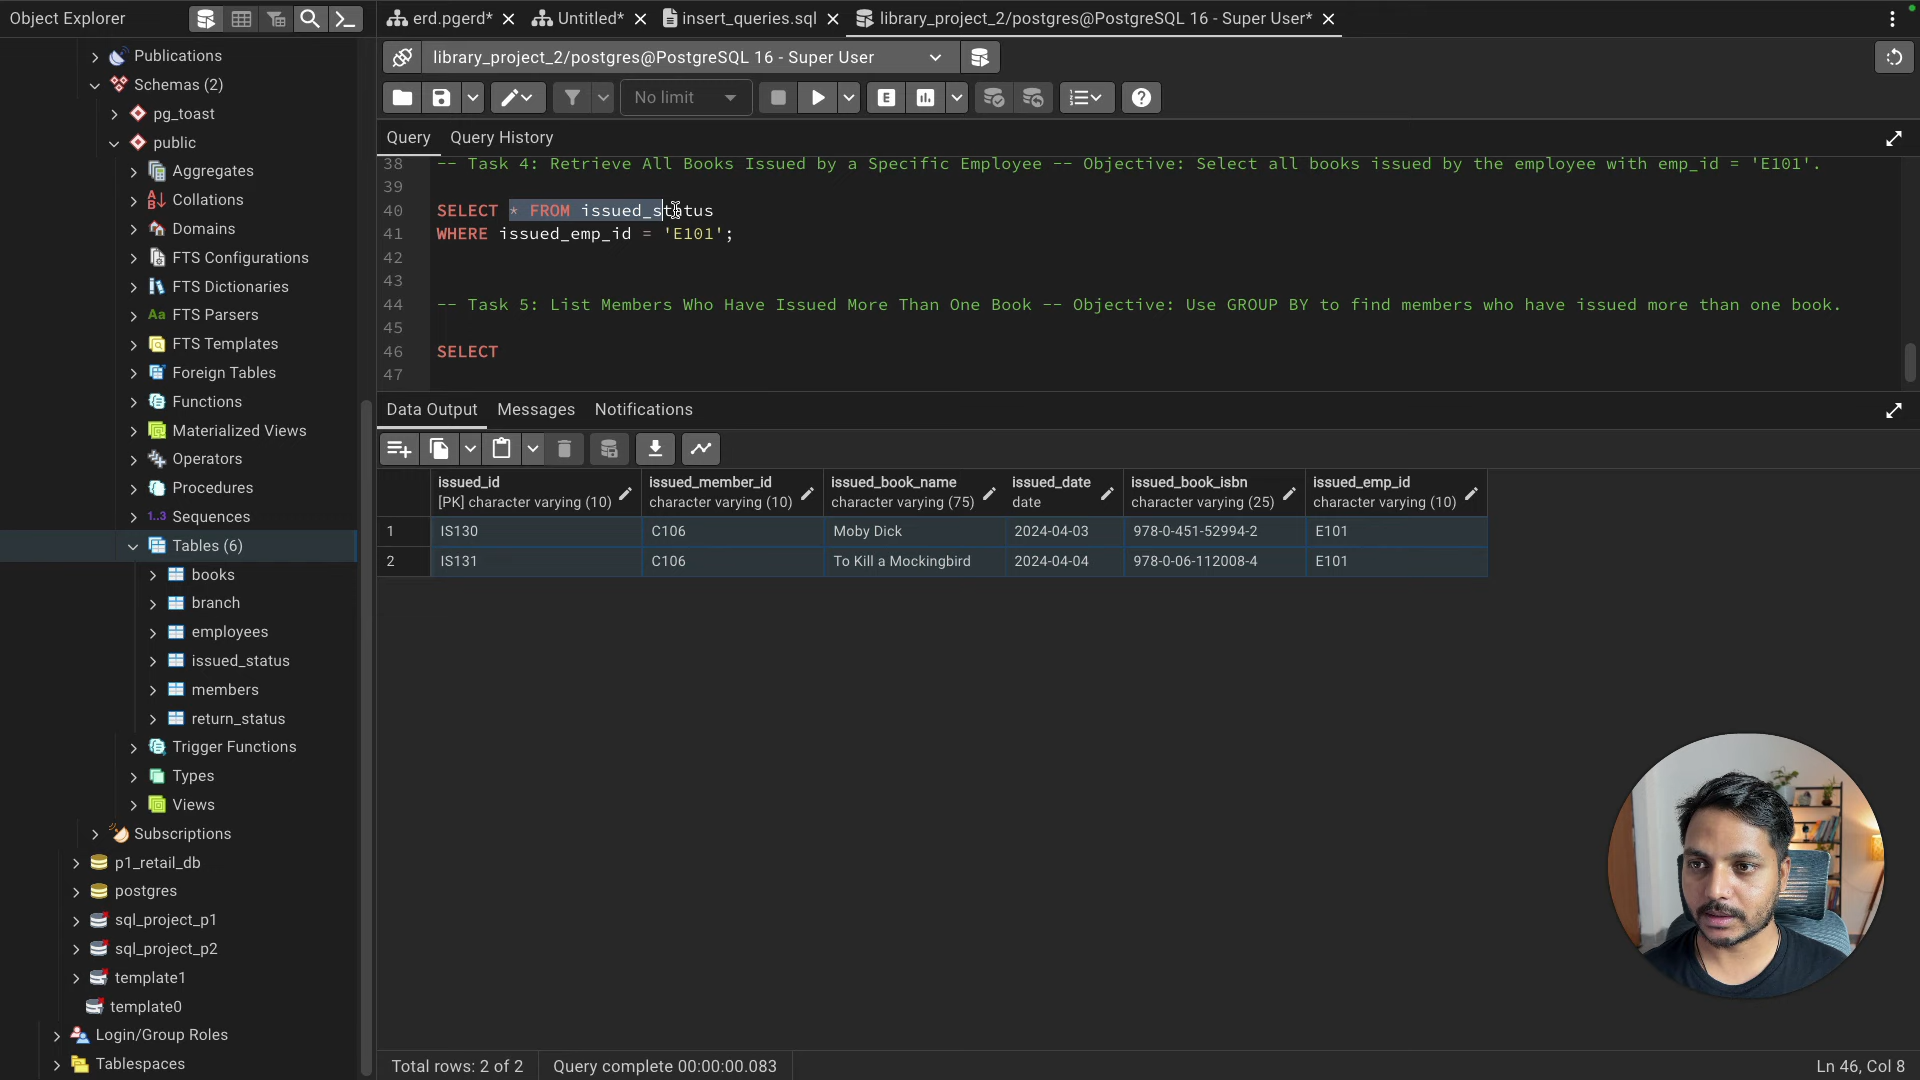 Object Explorer
erd.pgerd*
Untitled*
insert_queries.sql
library_project_2/postgres@PostgreSQL 16 - Super User*
Publications
Schemas (2)
pg_toast
public
Aggregates
Collations
Domains
FTS Configurations
FTS Dictionaries
Aa FTS Parsers
FTS Templates
Foreign Tables
Functions
Materialized Views
Operators
Procedures
1..3 Sequences
Tables (6)
books
branch
employees
issued_status
members
return_status
Trigger Functions
Types
Views
Subscriptions
p1_retail_db
postgres
sql_project_p1
sql_project_p2
template1
template0
Login/Group Roles
Tablespaces
library_project_2/postgres@PostgreSQL 16 - Super User
No limit
E
Query
Query History
38 -- Task 4: Retrieve All Books Issued by a Specific Employee -- Objective: Select all books issued by the employee with emp_id = 'E101'.
39
40 SELECT * FROM issued_status
41 WHERE issued_emp_id = 'E101';
42
43
44 -- Task 5: List Members Who Have Issued More Than One Book -- Objective: Use GROUP BY to find members who have issued more than one book.
45
46 SELECT
47
Data Output
Messages
Notifications
issued_id issued_member_id issued_book_name issued_date issued_book_isbn issued_emp_id
[PK] character varying (10) character varying (10) character varying (75) date character varying (25) character varying (10)
1 IS130 C106 Moby Dick 2024-04-03 978-0-451-52994-2 E101
2 IS131 C106 To Kill a Mockingbird 2024-04-04 978-0-06-112008-4 E101
Total rows: 2 of 2
Query complete 00:00:00.083
Ln 46, Col 8